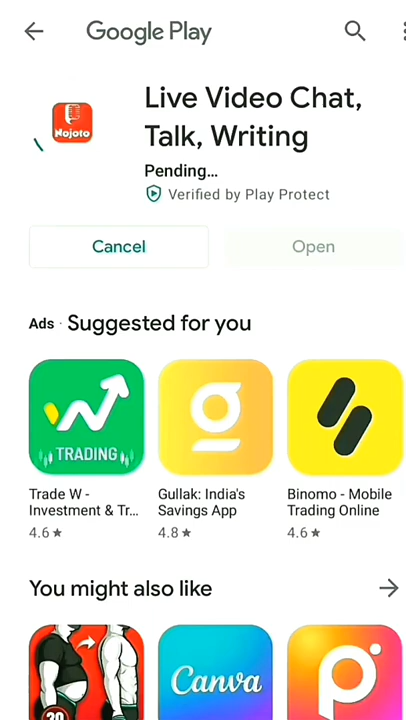 Google Play
Live Video Chat,
Talk, Writing
Nojoto
Pending...
Verified by Play Protect
Cancel
Open
Ads · Suggested for you
TRADING
Trade W -
Investment & Tr...
4.6★
Gullak: India's
Savings App
4.8★
Binomo - Mobile
Trading Online
4.6★
You might also like
30
Canva